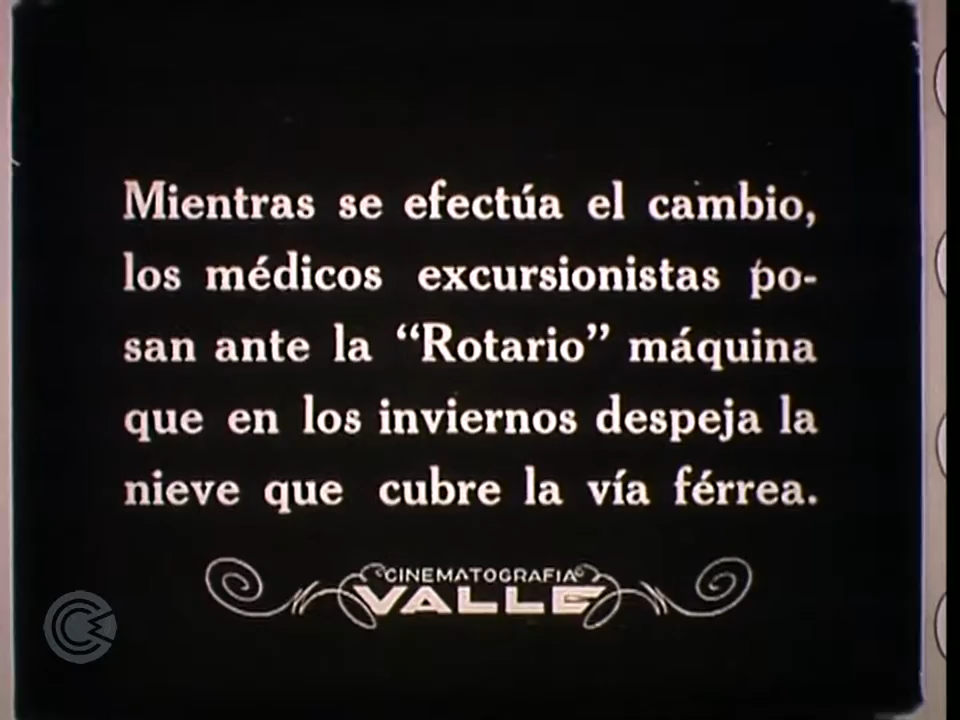 Mientras se efectúa el cambio,
los médicos excursionistas po-
san ante la “Rotario” máquina
que en los inviernos despeja la
nieve que cubre la vía férrea.
CINEMATOGRAFIA
VALLE